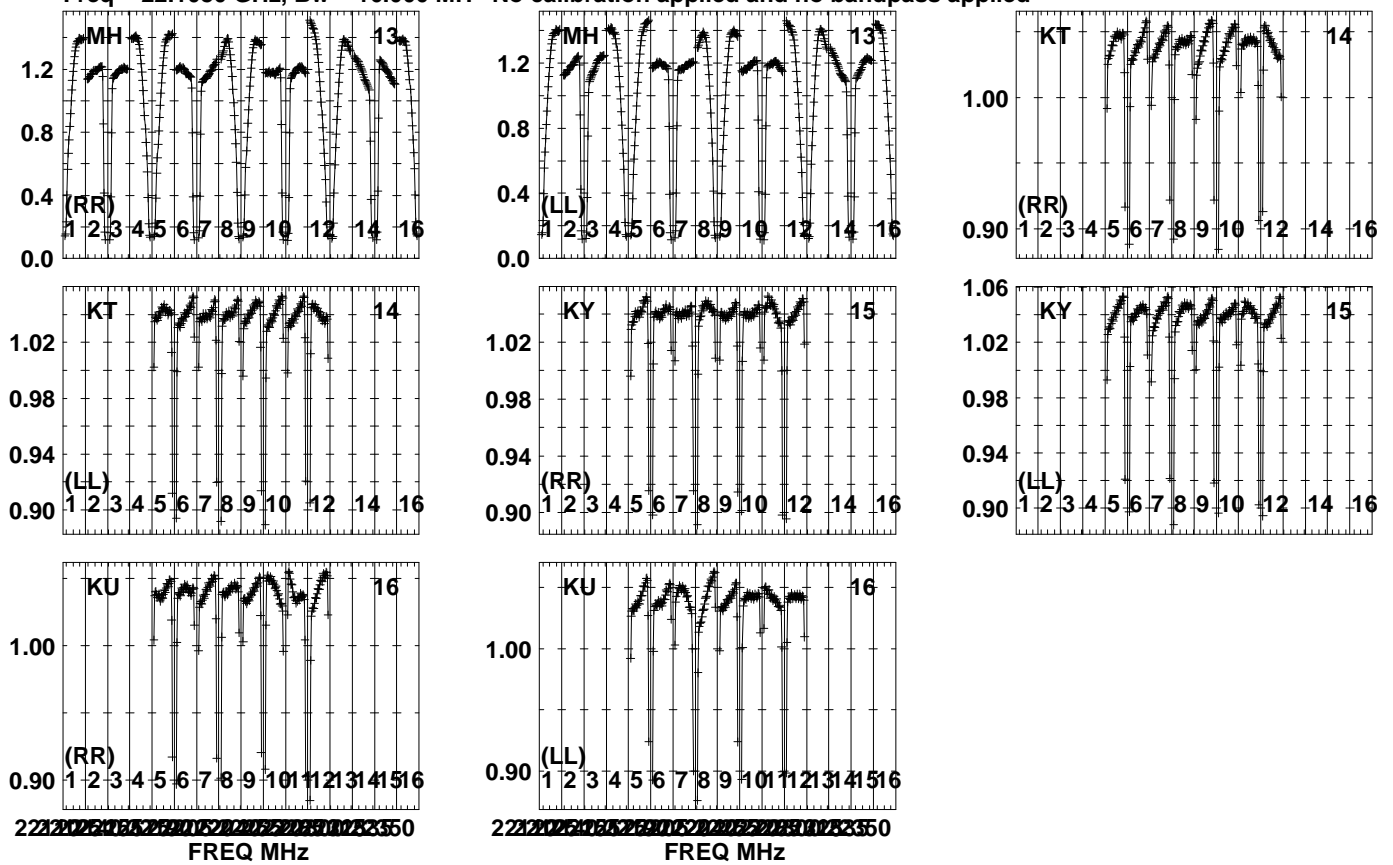 No calibration applied and no bandpass applied
MH 13
1.2
0.8
0.4
(RR)
1 2 3 4 5 6 7 8 9 10 12 14 16
0.0
MH 13
1.2
0.8
0.4
(LL)
1 2 3 4 5 6 7 8 9 10 12 14 16
0.0
KT 14
1.00
(RR)
0.90
1 2 3 4 5 6 7 8 9 10 12 14 16
KT 14
1.02
0.98
0.94
(LL)
0.90
1 2 3 4 5 6 7 8 9 10 12 14 16
KY 15
1.02
0.98
0.94
(RR)
0.90
1 2 3 4 5 6 7 8 9 10 12 14 16
1.06
KY 15
1.02
0.98
0.94
(LL)
0.90
1 2 3 4 5 6 7 8 9 10 12 14 16
KU 16
1.00
(RR)
0.90
1 2 3 4 5 6 7 8 9 10 11 12 13 14 15 16
KU 16
1.00
(LL)
0.90
1 2 3 4 5 6 7 8 9 10 11 12 13 14 15 16
FREQ MHz
FREQ MHz